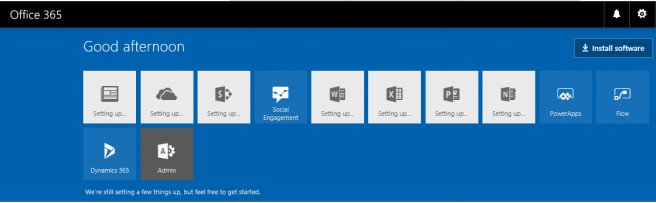 Office 365
Good afternoon
Install software
Setting up...
Setting up...
S
Setting up...
Social
Engagement
W
Setting up...
X
Setting up...
P
Setting up...
N
Setting up...
PowerApps
Flow
Dynamics 365
A
Admin
We're still setting a few things up, but feel free to get started.